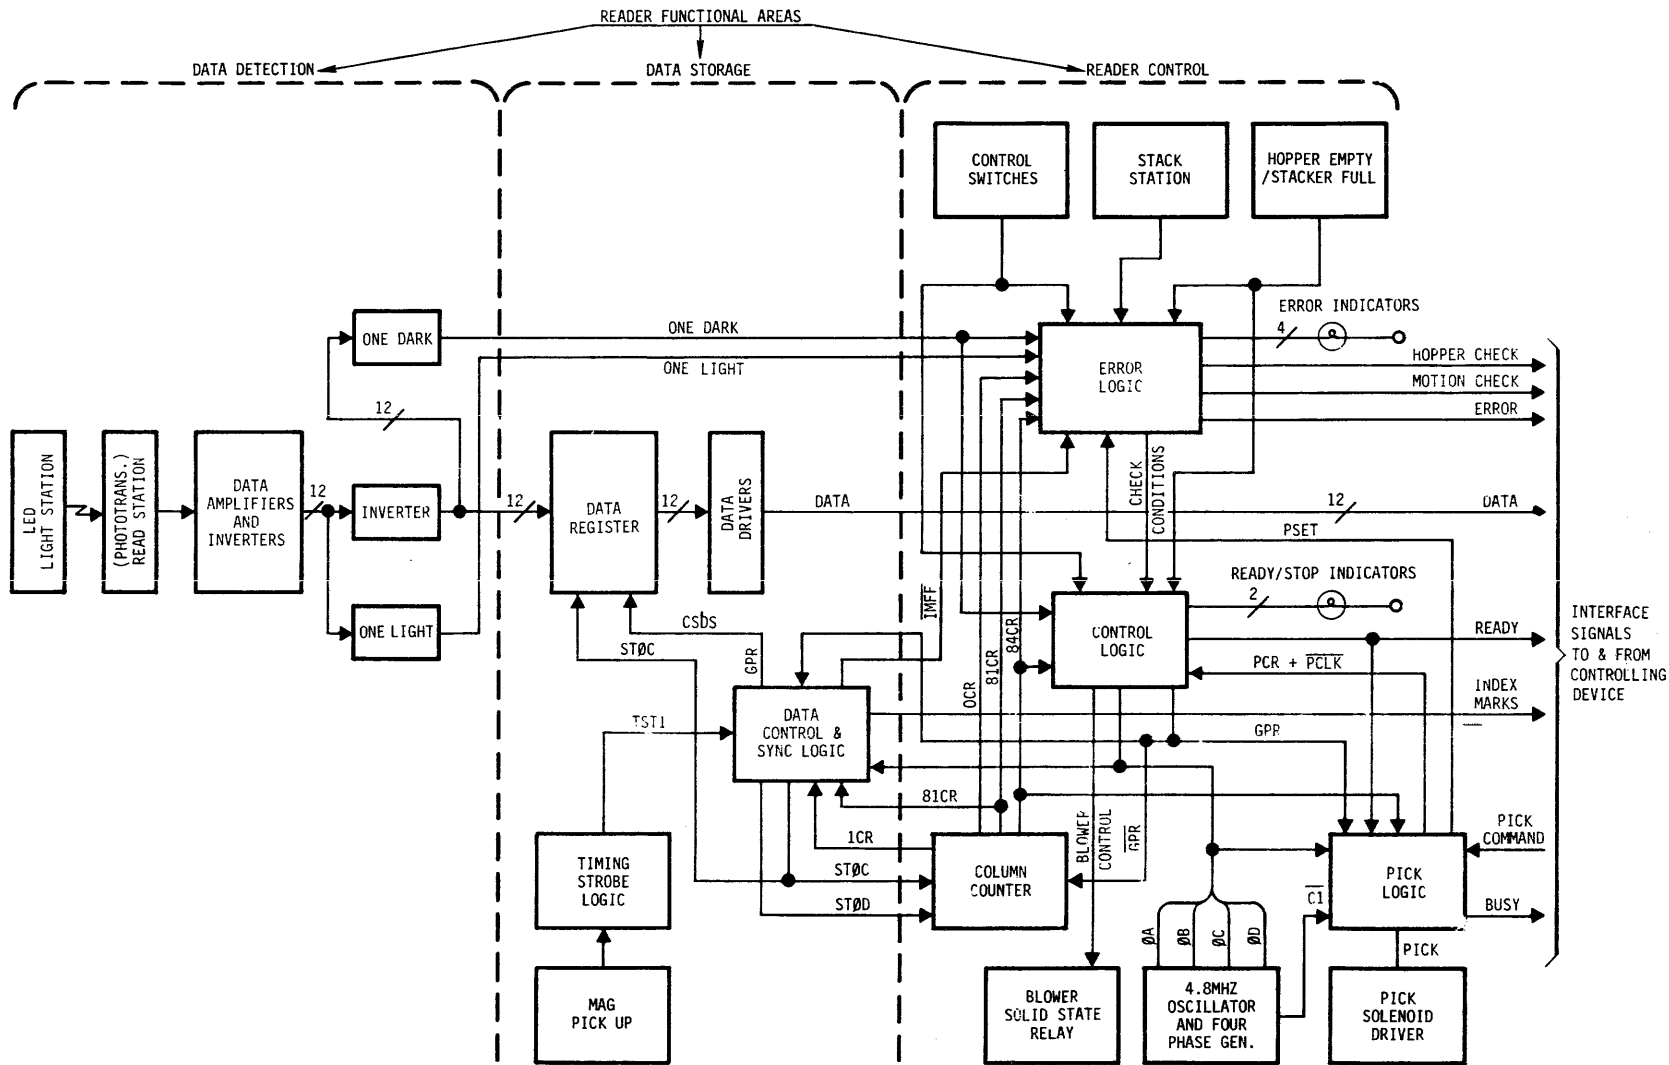 READER FUNCTIONAL AREAS
DATA DETECTION
DATA STORAGE
READER CONTROL
CONTROL
SWITCHES
STACK
STATION
HOPPER EMPTY
/STACKER FULL
ONE DARK
ONE DARK
ONE LIGHT
ERROR
LOGIC
ERROR INDICATORS
4
HOPPER CHECK
MOTION CHECK
ERROR
12
LED
LIGHT STATION
(PHOTOTRANS.)
READ STATION
DATA
AMPLIFIERS
AND
INVERTERS
12
INVERTER
12
DATA
REGISTER
12
DATA
DRIVERS
DATA
CHECK
CONDITIONS
12
DATA
PSET
ONE LIGHT
CSbS
STØC
GPR
IMFF
OCR
81CR
84CR
CONTROL
LOGIC
READY/STOP INDICATORS
2
READY
PCR + PCLK
INDEX
MARKS
GPR
INTERFACE
SIGNALS
TO & FROM
CONTROLLING
DEVICE
TST1
DATA
CONTROL &
SYNC LOGIC
81CR
1CR
STØC
STØD
TIMING
STROBE
LOGIC
COLUMN
COUNTER
BLOWER
CONTROL
GPR
PICK
COMMAND
PICK
LOGIC
C1
BUSY
ØA
ØB
ØC
ØD
PICK
MAG
PICK UP
BLOWER
SOLID STATE
RELAY
4.8MHZ
OSCILLATOR
AND FOUR
PHASE GEN.
PICK
SOLENOID
DRIVER